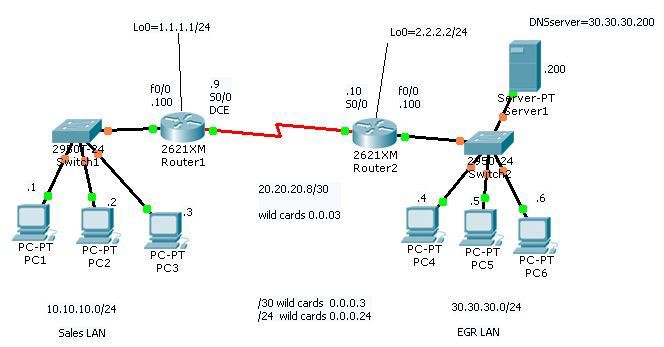 DNSserver=30.30.30.200
Lo0=1.1.1.1/24
Lo0=2.2.2.2/24
.200
Server-PT
Server1
f0/0
.100
.9
S0/0
DCE
.10
S0/0
f0/0
.100
2950T-24
Switch1
2621XM
Router1
2621XM
Router2
2950-24
Switch2
20.20.20.8/30
wild cards 0.0.03
.1
.2
.3
.4
.5
.6
PC-PT
PC1
PC-PT
PC2
PC-PT
PC3
PC-PT
PC4
PC-PT
PC5
PC-PT
PC6
10.10.10.0/24
Sales LAN
/30 wild cards 0.0.0.3
/24 wild cards 0.0.0.24
30.30.30.0/24
EGR LAN